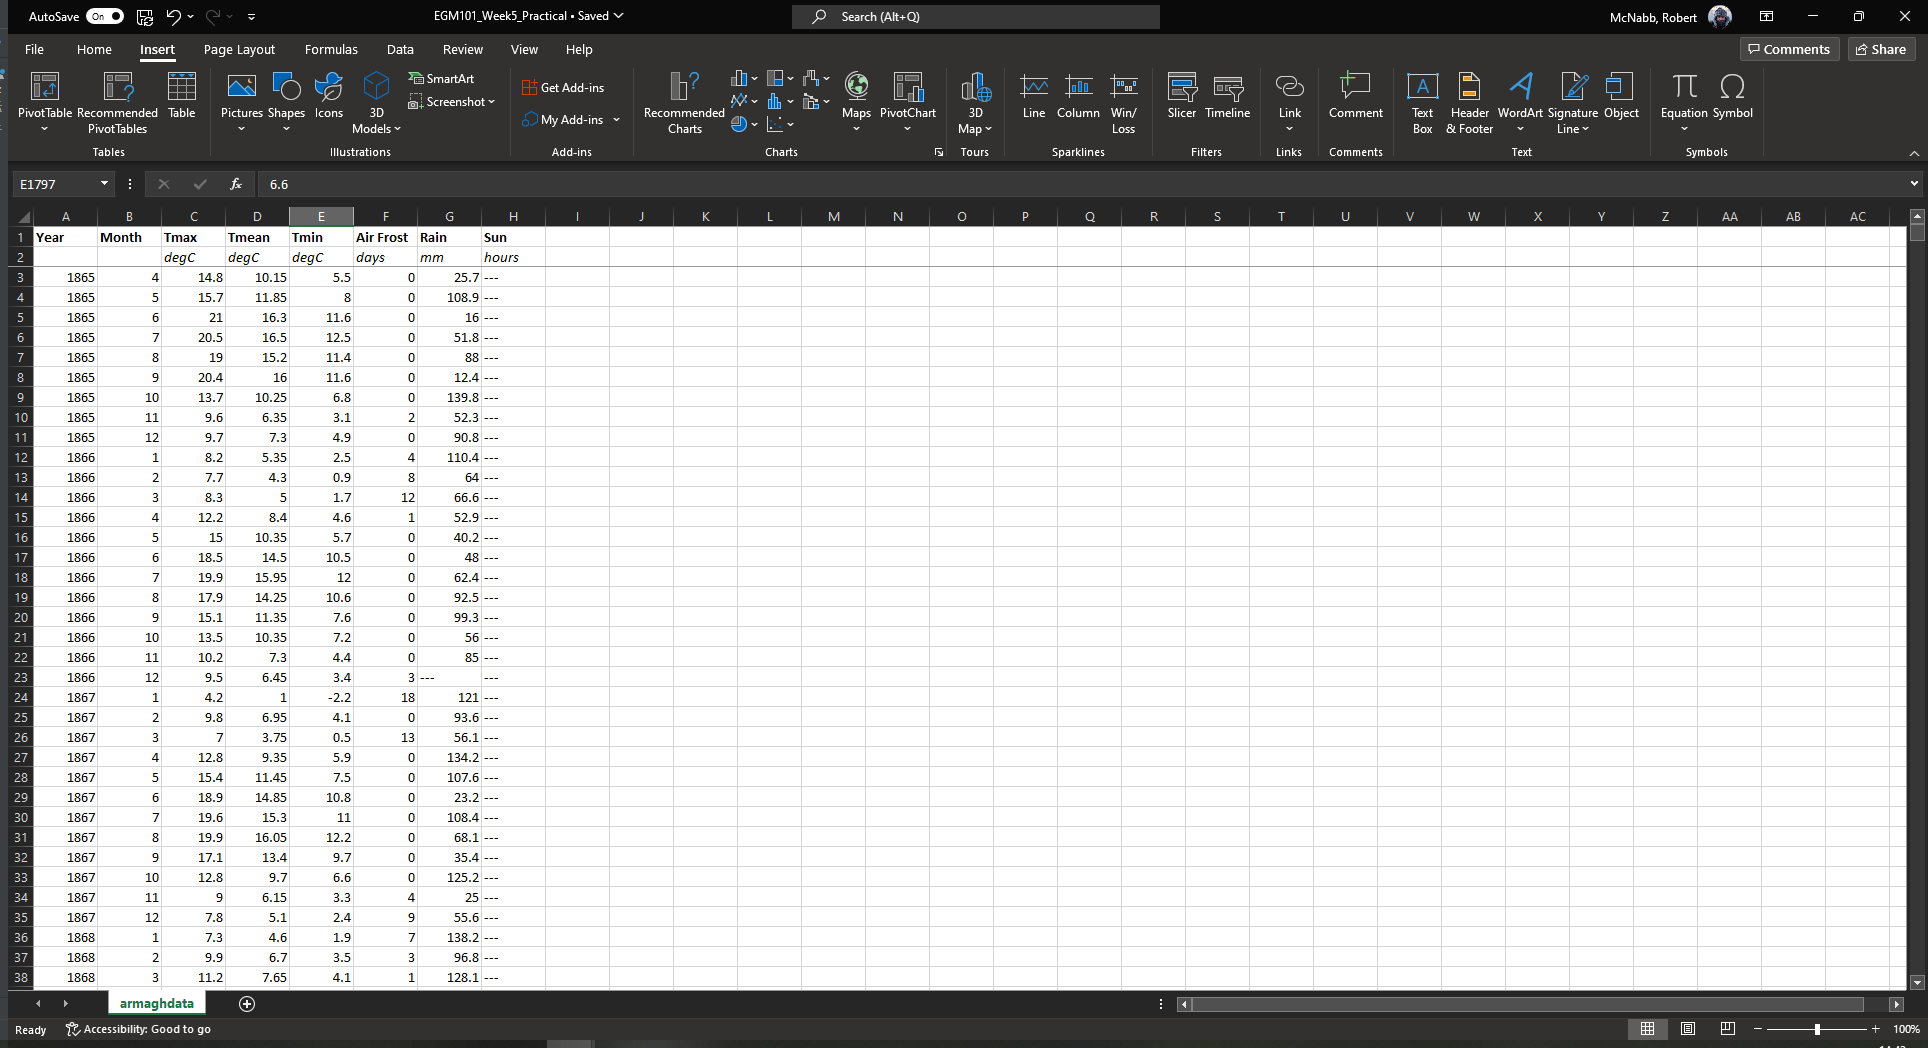 AutoSave On EGM101_Week5_Practical • Saved Search (Alt+Q) McNabb, Robert
File Home Insert Page Layout Formulas Data Review View Help Comments Share
PivotTable Recommended PivotTables Table Pictures Shapes Icons 3D Models SmartArt Screenshot Get Add-ins My Add-ins Recommended Charts Maps PivotChart 3D Map Line Column Win/Loss Slicer Timeline Link Comment Text Box Header & Footer WordArt Signature Line Object Equation Symbol
Tables Illustrations Add-ins Charts Tours Sparklines Filters Links Comments Text Symbols
E1797 fx 6.6
A B C D E F G H I J K L M N O P Q R S T U V W X Y Z AA AB AC
1 Year Month Tmax Tmean Tmin Air Frost Rain Sun
2 degC degC degC days mm hours
3 1865 4 14.8 10.15 5.5 0 25.7 ---
4 1865 5 15.7 11.85 8 0 108.9 ---
5 1865 6 21 16.3 11.6 0 16 ---
6 1865 7 20.5 16.5 12.5 0 51.8 ---
7 1865 8 19 15.2 11.4 0 88 ---
8 1865 9 20.4 16 11.6 0 12.4 ---
9 1865 10 13.7 10.25 6.8 0 139.8 ---
10 1865 11 9.6 6.35 3.1 2 52.3 ---
11 1865 12 9.7 7.3 4.9 0 90.8 ---
12 1866 1 8.2 5.35 2.5 4 110.4 ---
13 1866 2 7.7 4.3 0.9 8 64 ---
14 1866 3 8.3 5 1.7 12 66.6 ---
15 1866 4 12.2 8.4 4.6 1 52.9 ---
16 1866 5 15 10.35 5.7 0 40.2 ---
17 1866 6 18.5 14.5 10.5 0 48 ---
18 1866 7 19.9 15.95 12 0 62.4 ---
19 1866 8 17.9 14.25 10.6 0 92.5 ---
20 1866 9 15.1 11.35 7.6 0 99.3 ---
21 1866 10 13.5 10.35 7.2 0 56 ---
22 1866 11 10.2 7.3 4.4 0 85 ---
23 1866 12 9.5 6.45 3.4 3 --- ---
24 1867 1 4.2 1 -2.2 18 121 ---
25 1867 2 9.8 6.95 4.1 0 93.6 ---
26 1867 3 7 3.75 0.5 13 56.1 ---
27 1867 4 12.8 9.35 5.9 0 134.2 ---
28 1867 5 15.4 11.45 7.5 0 107.6 ---
29 1867 6 18.9 14.85 10.8 0 23.2 ---
30 1867 7 19.6 15.3 11 0 108.4 ---
31 1867 8 19.9 16.05 12.2 0 68.1 ---
32 1867 9 17.1 13.4 9.7 0 35.4 ---
33 1867 10 12.8 9.7 6.6 0 125.2 ---
34 1867 11 9 6.15 3.3 4 25 ---
35 1867 12 7.8 5.1 2.4 9 55.6 ---
36 1868 1 7.3 4.6 1.9 7 138.2 ---
37 1868 2 9.9 6.7 3.5 3 96.8 ---
38 1868 3 11.2 7.65 4.1 1 128.1 ---
armaghdata
Ready Accessibility: Good to go 100%